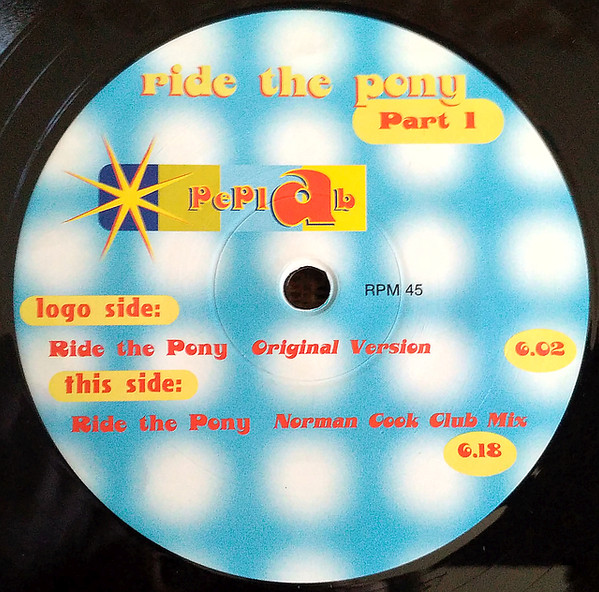 ride the pony
Part 1
PePlab
RPM 45
logo side:
Ride the Pony Original Version 6.02
this side:
Ride the Pony Norman Cook Club Mix
6.18